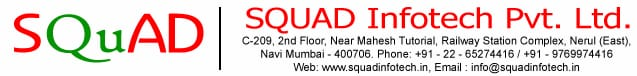 SQuAD
SQUAD Infotech Pvt. Ltd.
C-209, 2nd Floor, Near Mahesh Tutorial, Railway Station Complex, Nerul (East),
Navi Mumbai - 400706. Phone: +91 - 22 - 65274416 / +91 - 9769974416
Web: www.squadinfotech.in, Email : info@squadinfotech.in